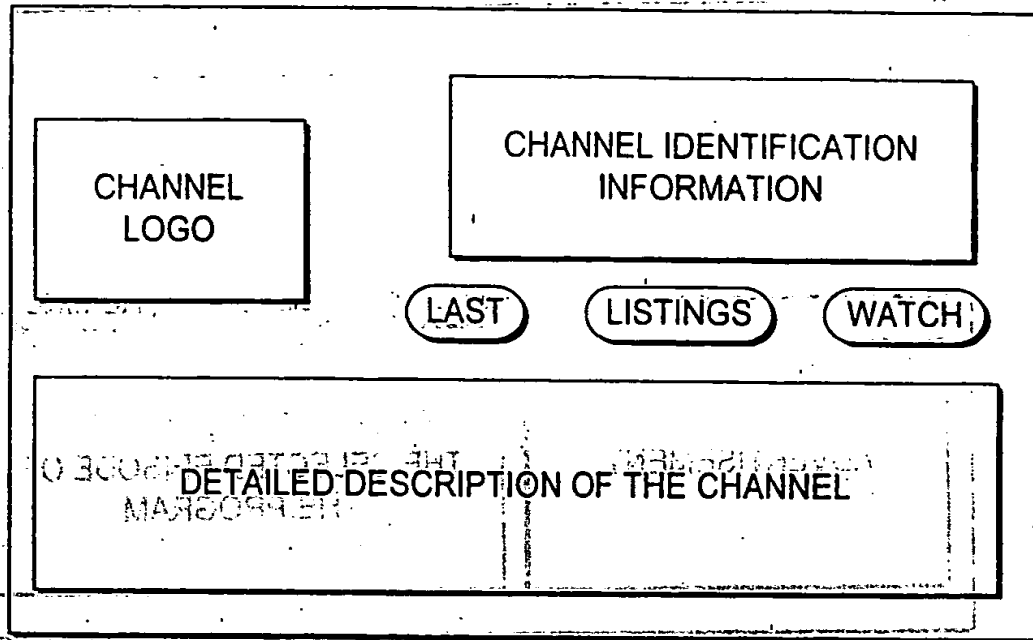 CHANNEL IDENTIFICATION
INFORMATION
CHANNEL
LOGO
LAST
LISTINGS
WATCH
DETAILED DESCRIPTION OF THE CHANNEL